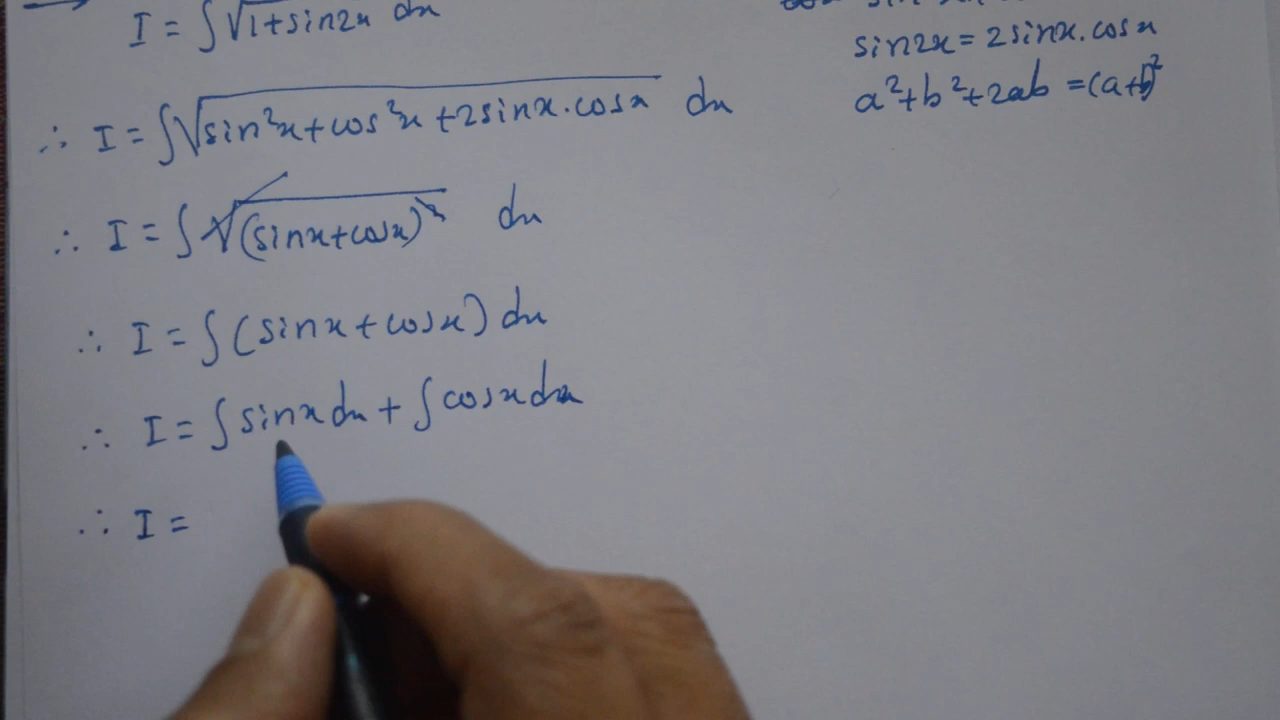 I = ∫√1+sin2x dx
sin2x = 2sinx.cosx
a²+b²+2ab = (a+b)²
∴ I = ∫√sin²x+cos²x+2sinx.cosx dx
∴ I = ∫√(sinx+cosx)² dx
∴ I = ∫(sinx+cosx) dx
∴ I = ∫sinx dx + ∫cosx dx
∴ I =